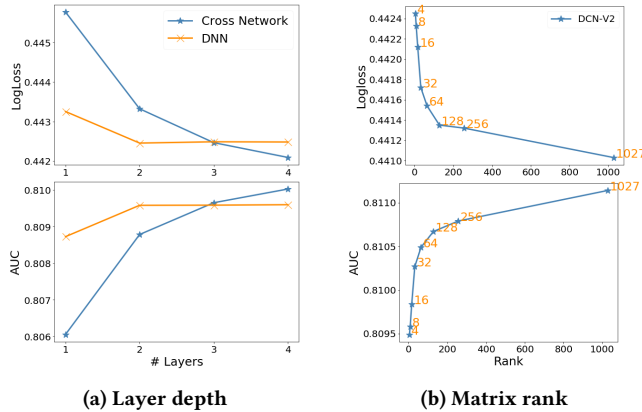 0.445
0.444
0.443
0.442
LogLoss
Cross Network
DNN
1 2 3 4
0.810
0.809
0.808
0.807
0.806
AUC
1 2 3 4
# Layers
(a) Layer depth
0.4424
0.4422
0.4420
0.4418
0.4416
0.4414
0.4412
0.4410
Logloss
DCN-V2
4
8
16
32
64
128
256
1027
0 200 400 600 800 1000
0.8110
0.8105
0.8100
0.8095
AUC
1027
256
128
64
32
16
8
4
0 200 400 600 800 1000
Rank
(b) Matrix rank